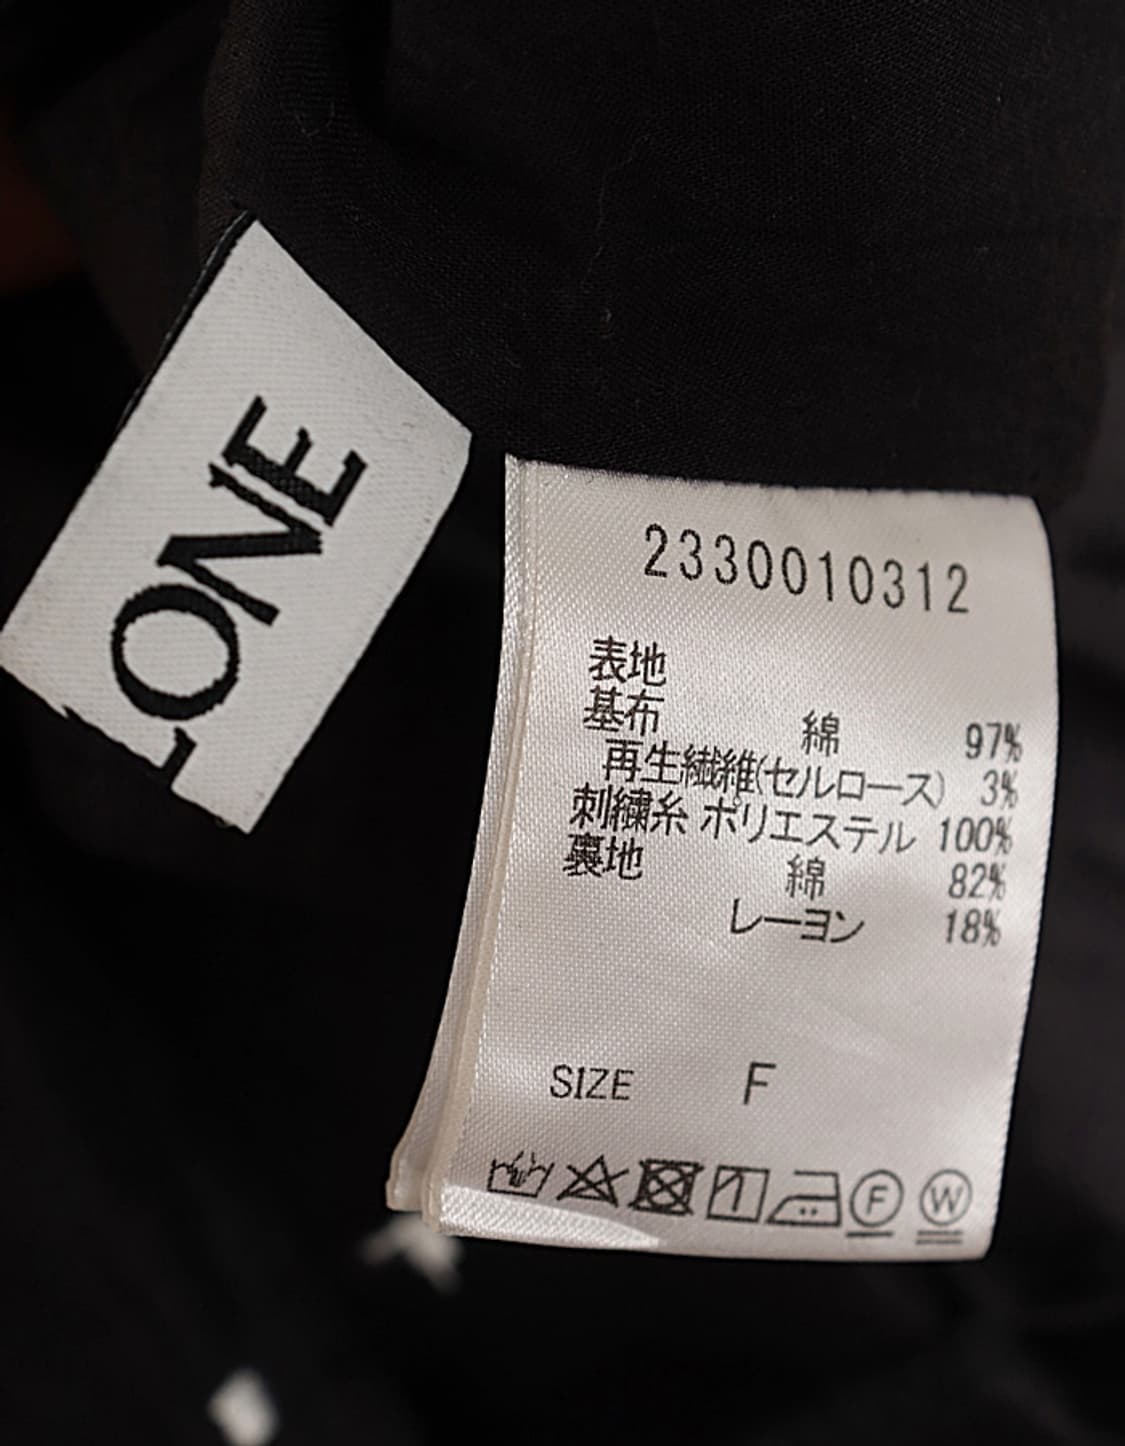 LONE
2330010312
表地
基布 綿 97%
再生繊維(セルロース) 3%
刺繍糸 ポリエステル 100%
裏地 綿 82%
レーヨン 18%
SIZE F
F W